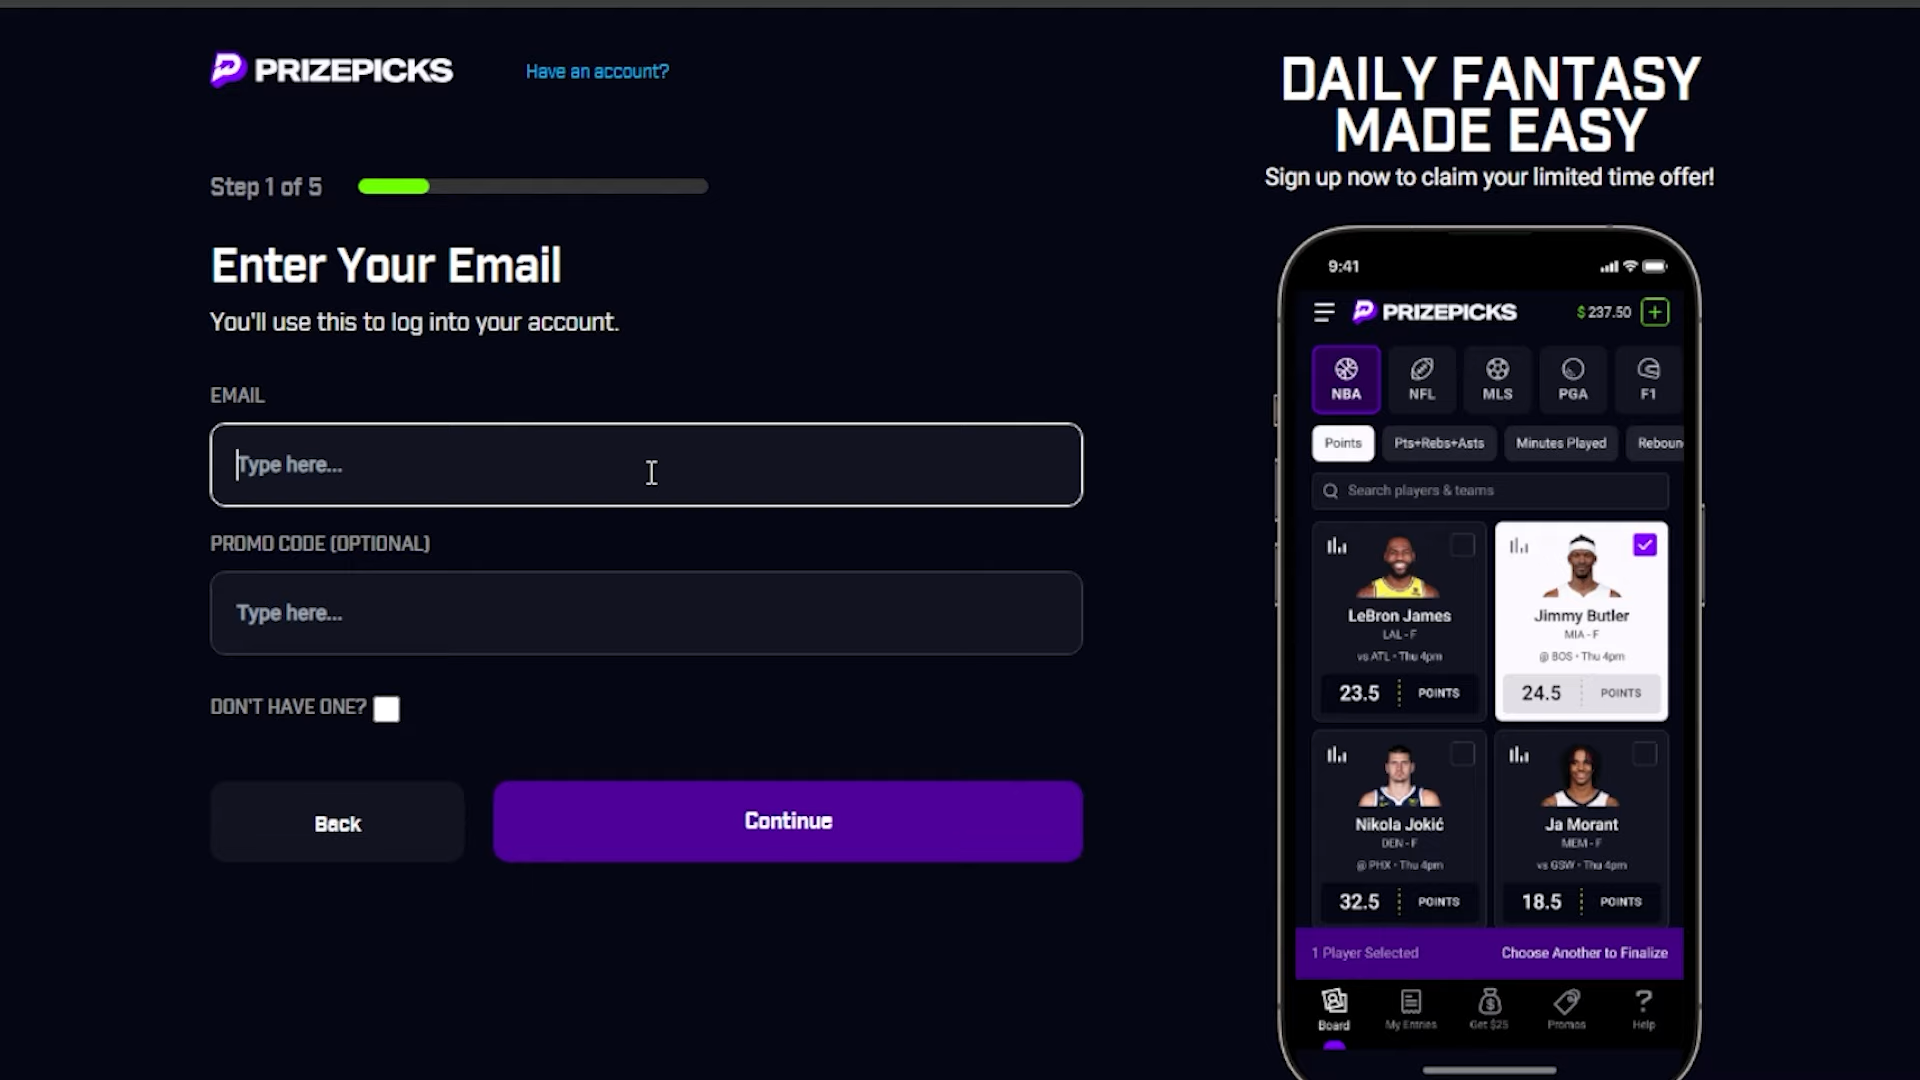 PRIZEPICKS
Have an account?
Step 1 of 5
Enter Your Email
You'll use this to log into your account.
EMAIL
Type here...
PROMO CODE (OPTIONAL)
Type here...
DON'T HAVE ONE?
Back
Continue
DAILY FANTASY
MADE EASY
Sign up now to claim your limited time offer!
9:41
PRIZEPICKS
$ 237.50
NBA
NFL
MLS
PGA
F1
Points
Pts+Rebs+Asts
Minutes Played
Reboun
Search players & teams
LeBron James
LAL - F
vs ATL • Thu 4pm
23.5 POINTS
Jimmy Butler
MIA - F
@ BOS • Thu 4pm
24.5 POINTS
Nikola Jokić
DEN - F
@ PHX • Thu 4pm
32.5 POINTS
Ja Morant
MEM - F
vs GSW • Thu 4pm
18.5 POINTS
1 Player Selected
Choose Another to Finalize
Board
My Entries
Get $25
Promos
Help